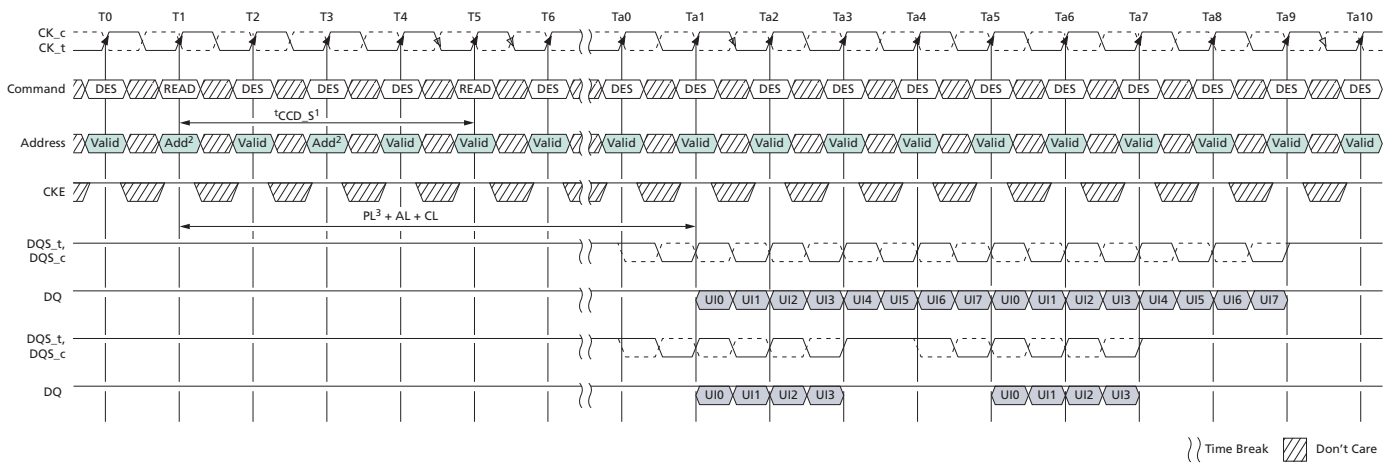 T0 T1 T2 T3 T4 T5 T6 Ta0 Ta1 Ta2 Ta3 Ta4 Ta5 Ta6 Ta7 Ta8 Ta9 Ta10
CK_c
CK_t
Command DES READ DES DES DES READ DES DES DES DES DES DES DES DES DES DES DES DES
tCCD_S1
Address Valid Add2 Valid Add2 Valid Valid Valid Valid Valid Valid Valid Valid Valid Valid Valid Valid Valid Valid
CKE
PL3 + AL + CL
DQS_t,
DQS_c
DQ UI0 UI1 UI2 UI3 UI4 UI5 UI6 UI7 UI0 UI1 UI2 UI3 UI4 UI5 UI6 UI7
DQS_t,
DQS_c
DQ UI0 UI1 UI2 UI3 UI0 UI1 UI2 UI3
Time Break Don't Care